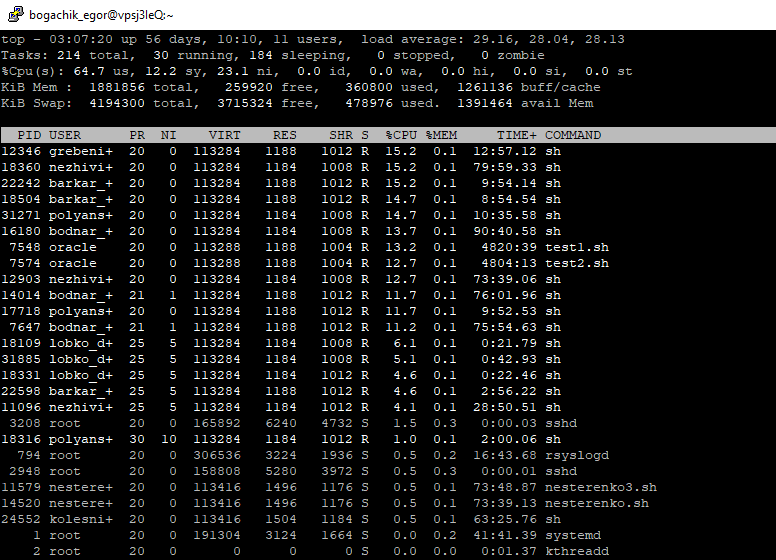 bogachik_egor@vpsj3leQ:~
top - 03:07:20 up 56 days, 10:10, 11 users,  load average: 29.16, 28.04, 28.13
Tasks: 214 total,  30 running, 184 sleeping,   0 stopped,   0 zombie
%Cpu(s): 64.7 us, 12.2 sy, 23.1 ni,  0.0 id,  0.0 wa,  0.0 hi,  0.0 si,  0.0 st
KiB Mem :  1881856 total,   259920 free,   360800 used,  1261136 buff/cache
KiB Swap:  4194300 total,  3715324 free,   478976 used.  1391464 avail Mem
PID USER PR NI VIRT RES SHR S %CPU %MEM TIME+ COMMAND
12346 grebeni+ 20 0 113284 1188 1012 R 15.2 0.1 12:57.12 sh
18360 nezhivi+ 20 0 113284 1184 1008 R 15.2 0.1 79:59.33 sh
22242 barkar_+ 20 0 113284 1188 1012 R 15.2 0.1 9:54.14 sh
18504 barkar_+ 20 0 113284 1188 1012 R 14.7 0.1 8:54.54 sh
31271 polyans+ 20 0 113284 1184 1008 R 14.7 0.1 10:35.58 sh
16180 bodnar_+ 20 0 113284 1184 1008 R 13.7 0.1 90:40.58 sh
7548 oracle 20 0 113288 1188 1004 R 13.2 0.1 4820:39 test1.sh
7574 oracle 20 0 113288 1188 1004 R 12.7 0.1 4804:13 test2.sh
12903 nezhivi+ 20 0 113284 1184 1008 R 12.7 0.1 73:39.06 sh
14014 bodnar_+ 21 1 113284 1188 1012 R 11.7 0.1 76:01.96 sh
17718 polyans+ 20 0 113284 1188 1012 R 11.7 0.1 9:52.53 sh
7647 bodnar_+ 21 1 113284 1188 1012 R 11.2 0.1 75:54.63 sh
18109 lobko_d+ 25 5 113284 1184 1008 R 6.1 0.1 0:21.79 sh
31885 lobko_d+ 25 5 113284 1184 1008 R 5.1 0.1 0:42.93 sh
18331 lobko_d+ 25 5 113284 1184 1012 R 4.6 0.1 0:22.46 sh
22598 barkar_+ 25 5 113284 1188 1012 R 4.6 0.1 2:56.22 sh
11096 nezhivi+ 25 5 113284 1184 1012 R 4.1 0.1 28:50.51 sh
3208 root 20 0 165892 6240 4732 S 1.5 0.3 0:00.03 sshd
18316 polyans+ 30 10 113284 1184 1012 R 1.0 0.1 2:00.06 sh
794 root 20 0 306536 3224 1936 S 0.5 0.2 16:43.68 rsyslogd
2948 root 20 0 158808 5280 3972 S 0.5 0.3 0:00.01 sshd
11579 nestere+ 20 0 113416 1496 1176 S 0.5 0.1 73:48.87 nesterenko3.sh
14520 nestere+ 20 0 113416 1496 1176 S 0.5 0.1 73:39.13 nesterenko.sh
24552 kolesni+ 20 0 113416 1504 1184 S 0.5 0.1 63:25.76 sh
1 root 20 0 191304 3124 1664 S 0.0 0.2 41:41.39 systemd
2 root 20 0 0 0 0 S 0.0 0.0 0:01.37 kthreadd